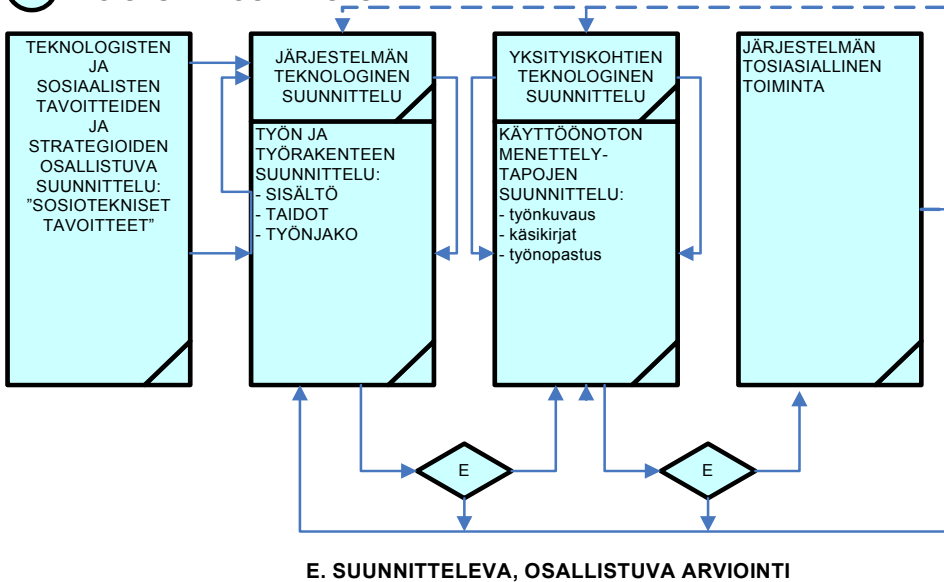 TEKNOLOGISTEN
JA
SOSIAALISTEN
TAVOITTEIDEN
JA
STRATEGIOIDEN
OSALLISTUVA
SUUNNITTELU:
”SOSIOTEKNISET
TAVOITTEET”
JÄRJESTELMÄN
TEKNOLOGINEN
SUUNNITTELU
TYÖN JA
TYÖRAKENTEEN
SUUNNITTELU:
- SISÄLTÖ
- TAIDOT
- TYÖNJAKO
YKSITYISKOHTIEN
TEKNOLOGINEN
SUUNNITTELU
KÄYTTÖÖNOTON
MENETTELY-
TAPOJEN
SUUNNITTELU:
- työnkuvaus
- käsikirjat
- työnopastus
JÄRJESTELMÄN
TOSIASIALLINEN
TOIMINTA
E
E
E. SUUNNITTELEVA, OSALLISTUVA ARVIOINTI